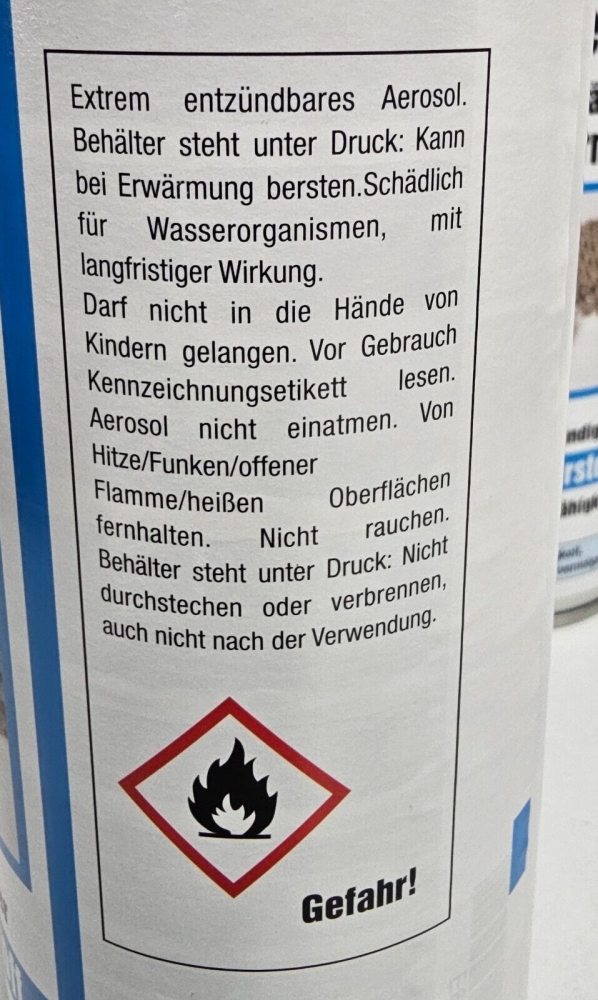 Extrem entzündbares Aerosol.
Behälter steht unter Druck: Kann
bei Erwärmung bersten.Schädlich
für Wasserorganismen, mit
langfristiger Wirkung.
Darf nicht in die Hände von
Kindern gelangen. Vor Gebrauch
Kennzeichnungsetikett lesen.
Aerosol nicht einatmen. Von
Hitze/Funken/offener
Flamme/heißen Oberflächen
fernhalten. Nicht rauchen.
Behälter steht unter Druck: Nicht
durchstechen oder verbrennen,
auch nicht nach der Verwendung.
Gefahr!